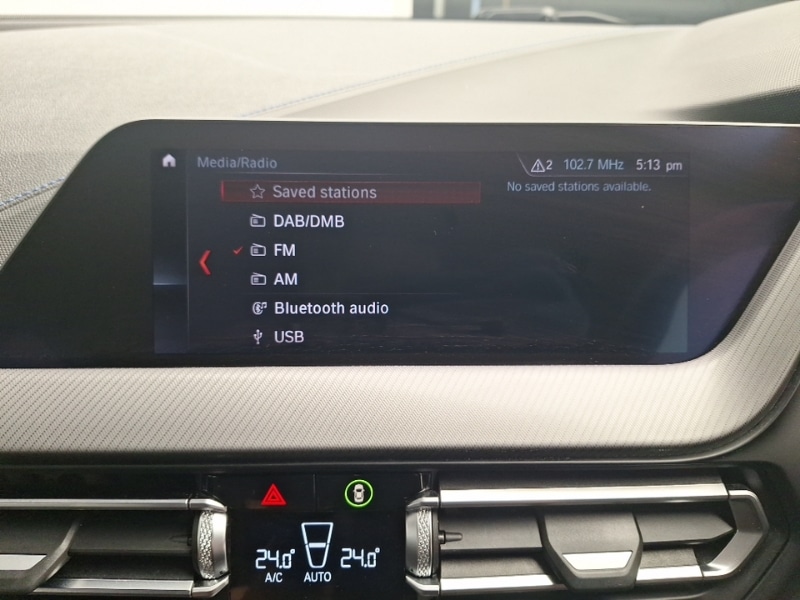 Media/Radio
2 102.7 MHz 5:13 pm
Saved stations
No saved stations available.
DAB/DMB
FM
AM
Bluetooth audio
USB
24.0° 24.0°
A/C AUTO